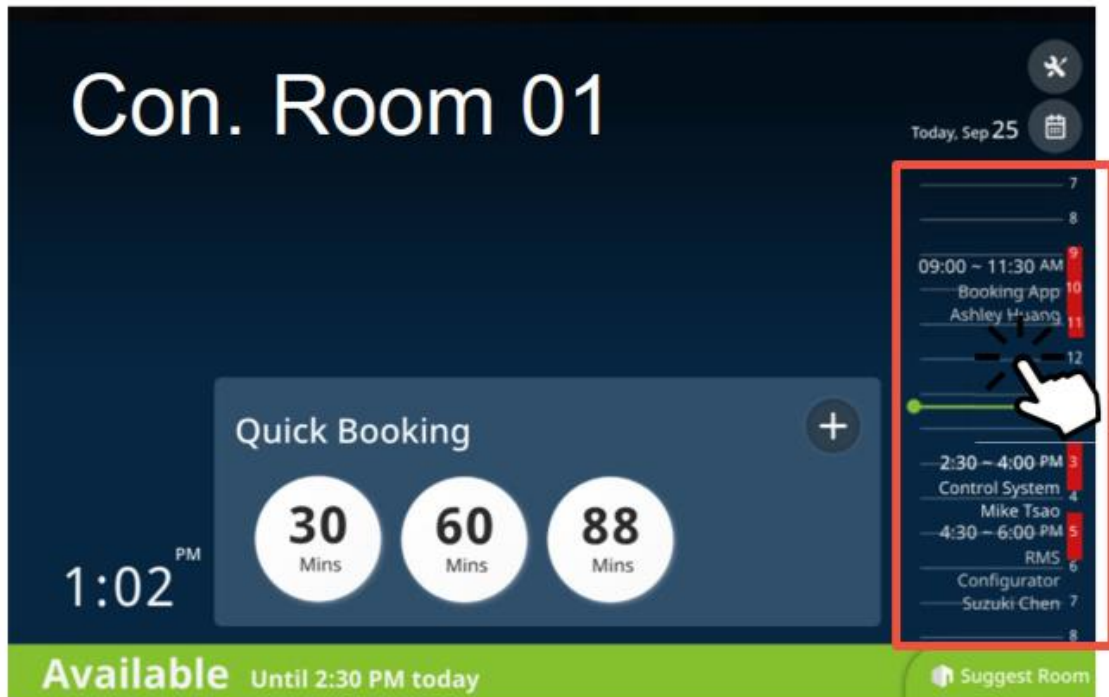 Con. Room 01
Today, Sep 25
7
8
9
09:00 ~ 11:30 AM
Booking App 10
Ashley Huang 11
12
2:30 ~ 4:00 PM 3
Control System 4
Mike Tsao
4:30 ~ 6:00 PM 5
RMS 6
Configurator
Suzuki Chen 7
8
Quick Booking
+
30 60 88
Mins Mins Mins
1:02 PM
Available Until 2:30 PM today
Suggest Room